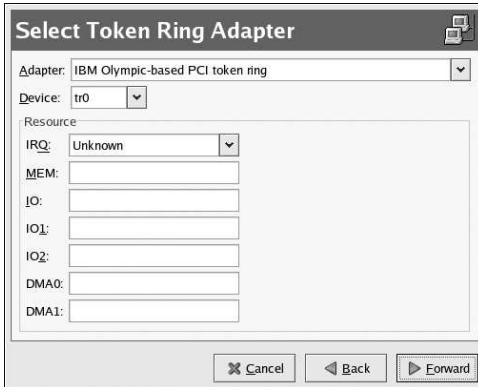 Select Token Ring Adapter
Adapter: IBM Olympic-based PCI token ring
Device: tr0
Resource
IRQ: Unknown
MEM:
IO:
IO1:
IO2:
DMA0:
DMA1:
Cancel Back Forward